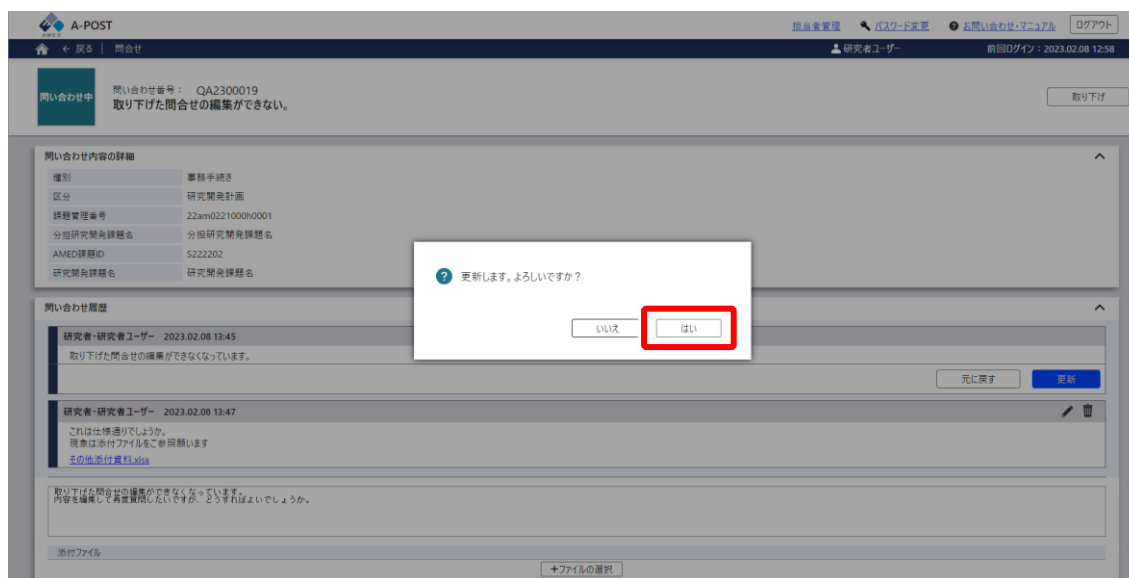 AMED
A-POST
担当者管理 パスワード変更 お問い合わせ・マニュアル ログアウト
← 戻る | 問合せ
研究者ユーザー 前回ログイン：2023.02.08 12:58
問い合わせ中
問い合わせ番号： QA2300019
取り下げた問合せの編集ができない。
取り下げ
問い合わせ内容の詳細
種別 事務手続き
区分 研究開発計画
課題管理番号 22am0221000h0001
分担研究開発課題名 分担研究開発課題名
AMED課題ID S222202
研究開発課題名 研究開発課題名
更新します。よろしいですか？
いいえ はい
問い合わせ履歴
研究者・研究者ユーザー 2023.02.08 13:45
取り下げた問合せの編集ができなくなっています。
元に戻す 更新
研究者・研究者ユーザー 2023.02.08 13:47
これは仕様通りでしょうか。
現象は添付ファイルをご参照願います
その他添付資料.xlsx
取り下げた問合せの編集ができなくなっています。
内容を編集して再度質問したいですが、どうすればよいでしょうか。
添付ファイル
+ファイルの選択